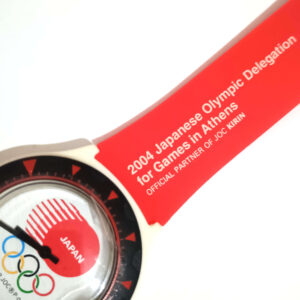 2004 Japanese Olympic Delegation
for Games in Athens
OFFICIAL PARTNER OF JOC KIRIN
JAPAN